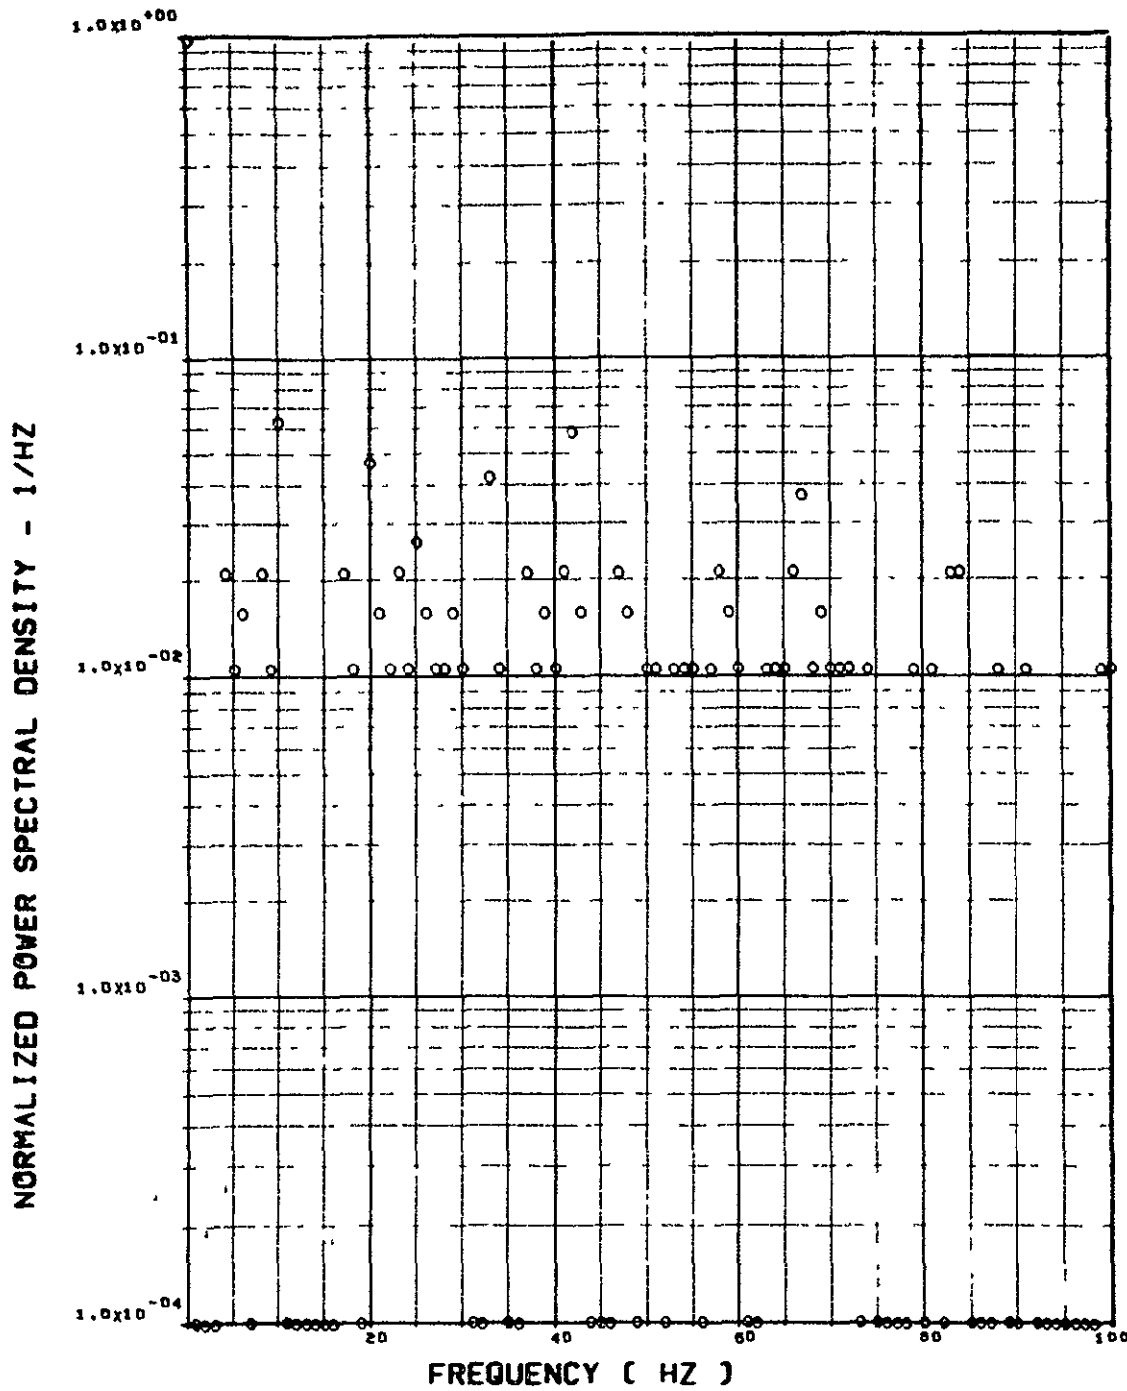 1.0X10+00
1.0X10-01
1.0X10-02
1.0X10-03
1.0X10-04
NORMALIZED POWER SPECTRAL DENSITY - 1/HZ
20 40 60 80 100
FREQUENCY ( HZ )